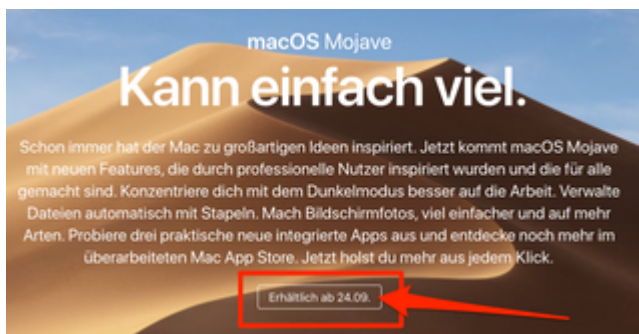 macOS Mojave
Kann einfach viel.
Schon immer hat der Mac zu großartigen Ideen inspiriert. Jetzt kommt macOS Mojave
mit neuen Features, die durch professionelle Nutzer inspiriert wurden und die für alle
gemacht sind. Konzentriere dich mit dem Dunkelmodus besser auf die Arbeit. Verwalte
Dateien automatisch mit Stapeln. Mach Bildschirmfotos, viel einfacher und auf mehr
Arten. Probiere drei praktische neue integrierte Apps aus und entdecke noch mehr im
überarbeiteten Mac App Store. Jetzt holst du mehr aus jedem Klick.
Erhältlich ab 24.09.